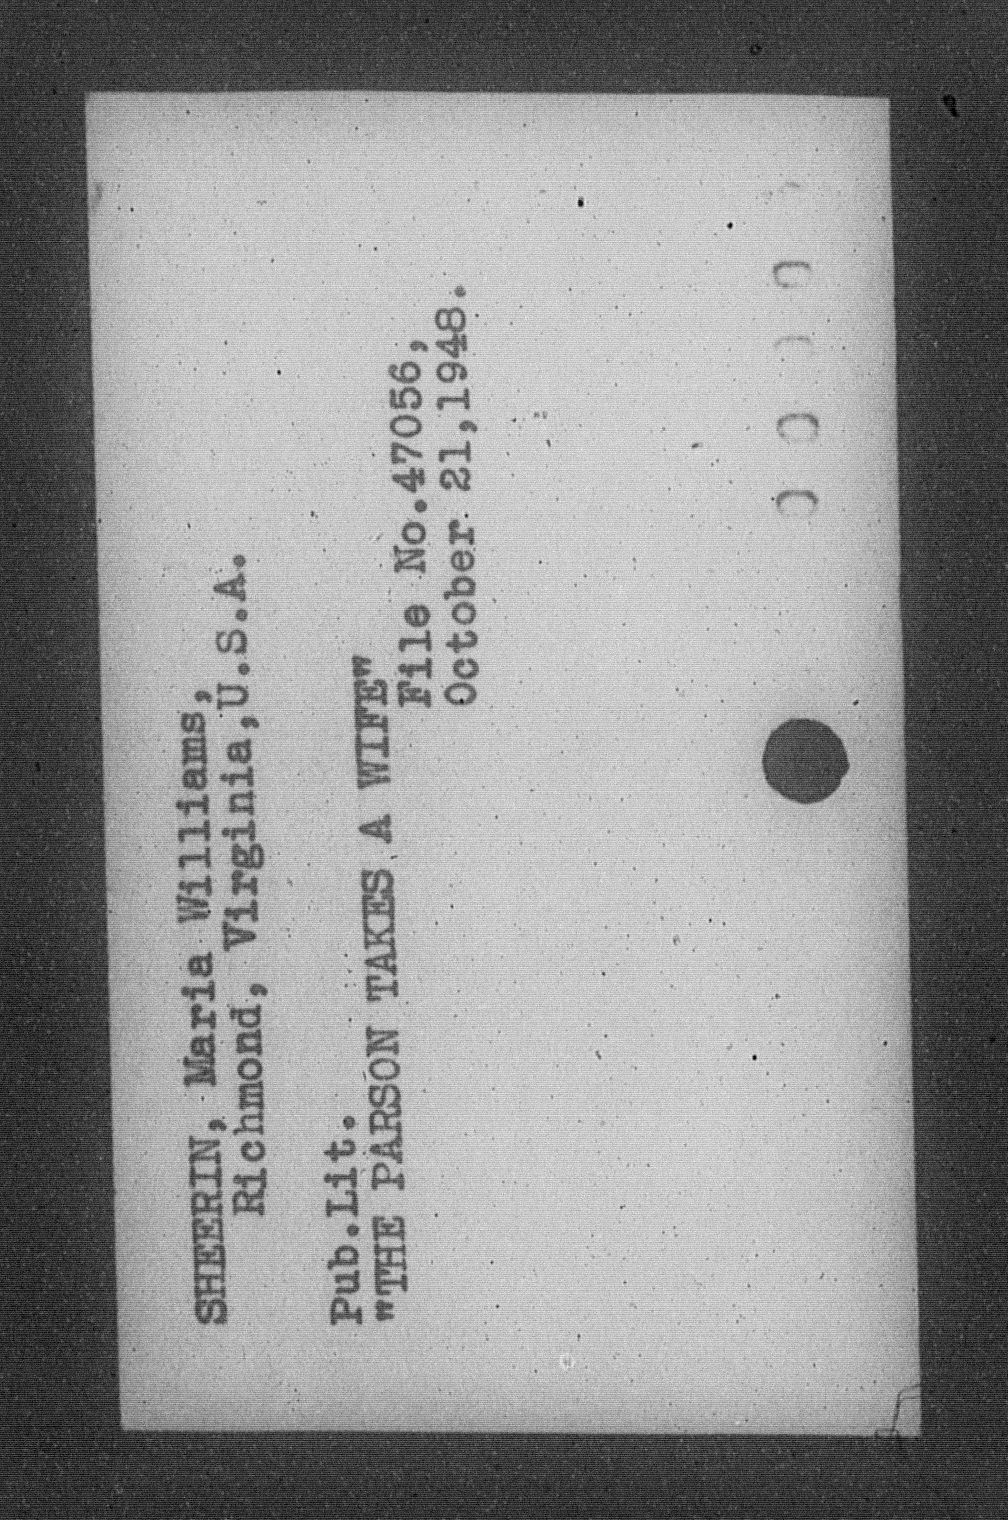 SHEERIN, Maria Williams,
Richmond, Virginia,U.S.A.
Pub.Lit.
"THE PARSON TAKES A WIFE"
File No.47056,
October 21,1948.